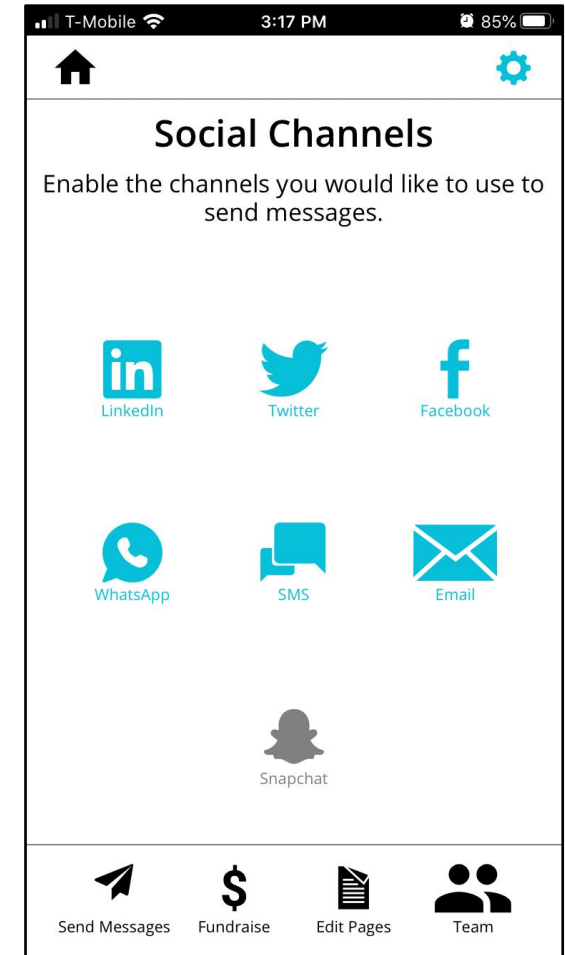 T-Mobile 3:17 PM 85%
Social Channels
Enable the channels you would like to use to
send messages.
in
LinkedIn Twitter Facebook
WhatsApp SMS Email
Snapchat
$
Send Messages Fundraise Edit Pages Team